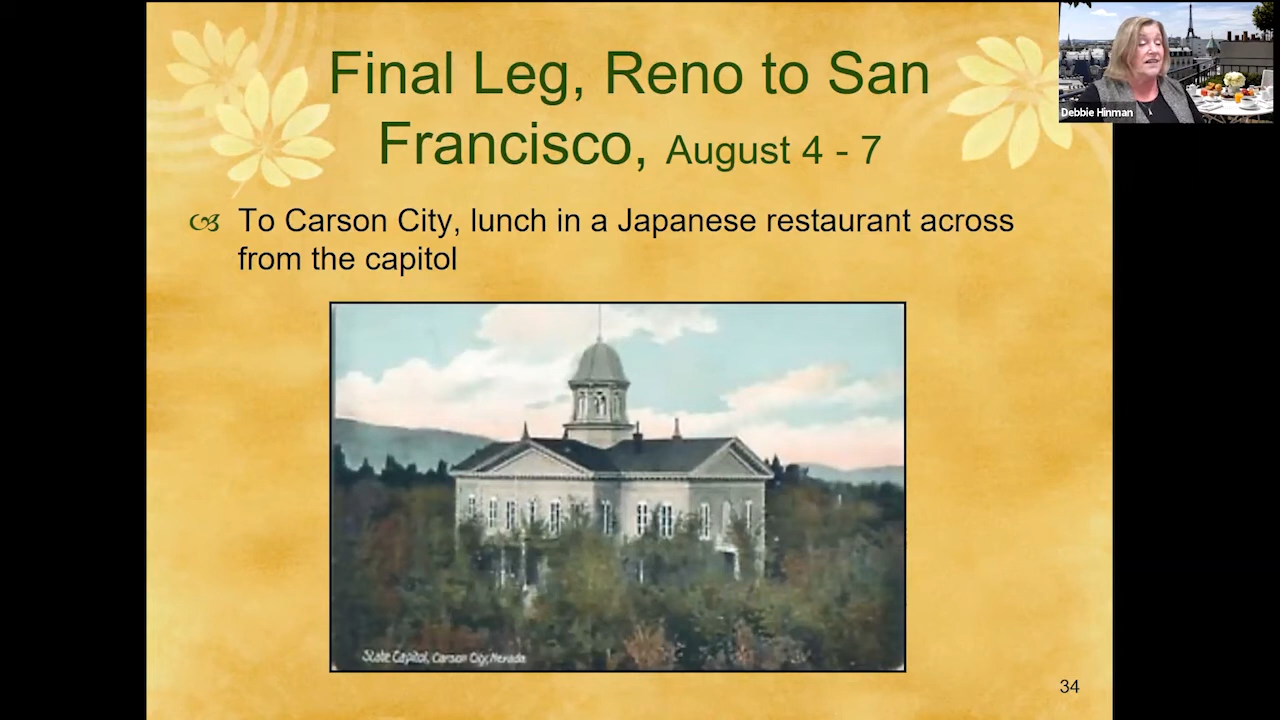 Final Leg, Reno to San
Francisco, August 4 - 7
To Carson City, lunch in a Japanese restaurant across
from the capitol
State Capitol, Carson City, Nevada
34
Debbie Hinman